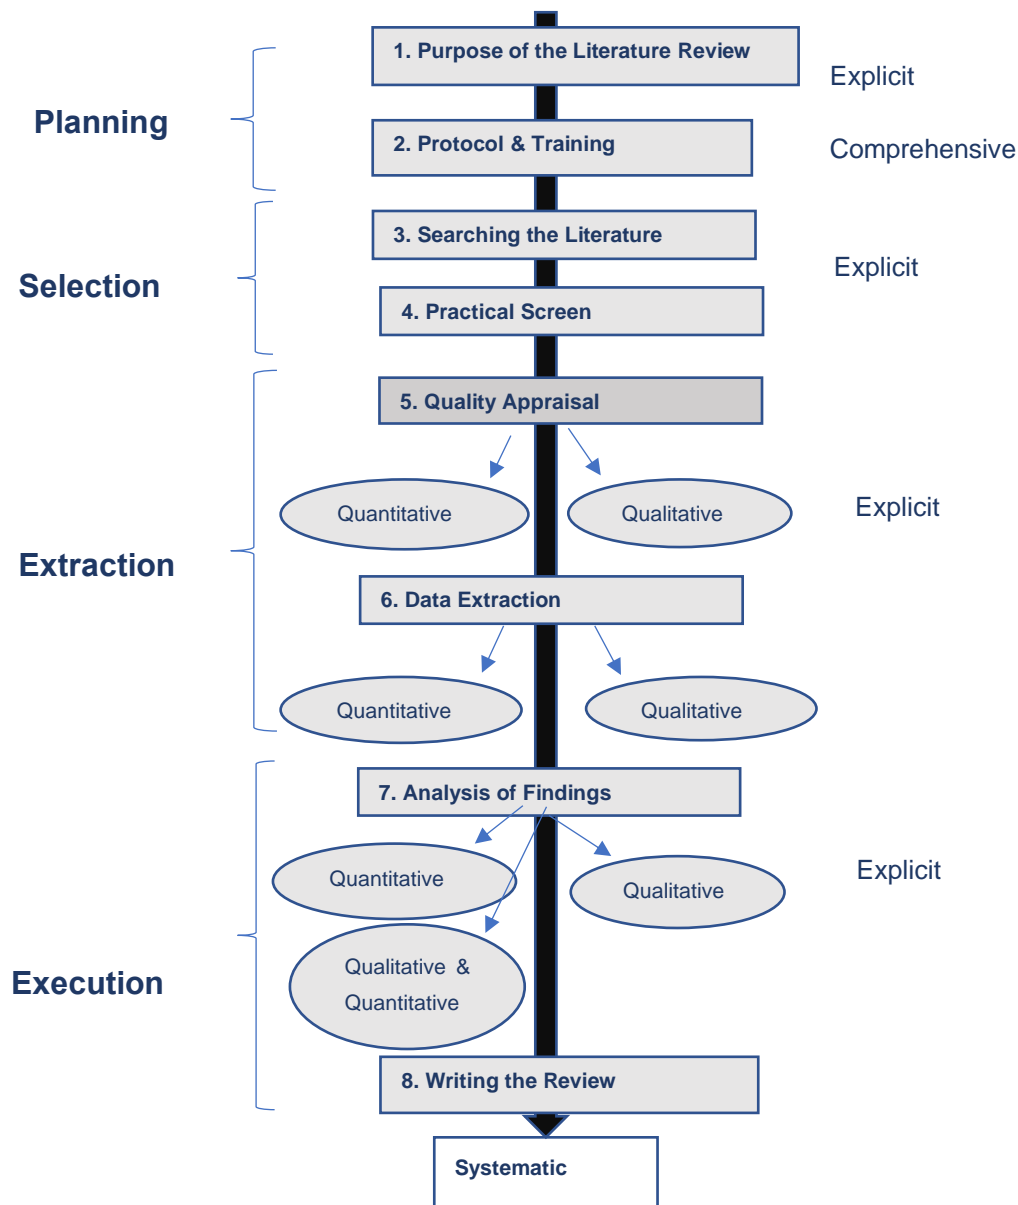 1. Purpose of the Literature Review
Explicit
Planning
2. Protocol & Training
Comprehensive
3. Searching the Literature
Explicit
Selection
4. Practical Screen
5. Quality Appraisal
Quantitative
Qualitative
Explicit
Extraction
6. Data Extraction
Quantitative
Qualitative
7. Analysis of Findings
Quantitative
Qualitative
Explicit
Qualitative &
Quantitative
Execution
8. Writing the Review
Systematic